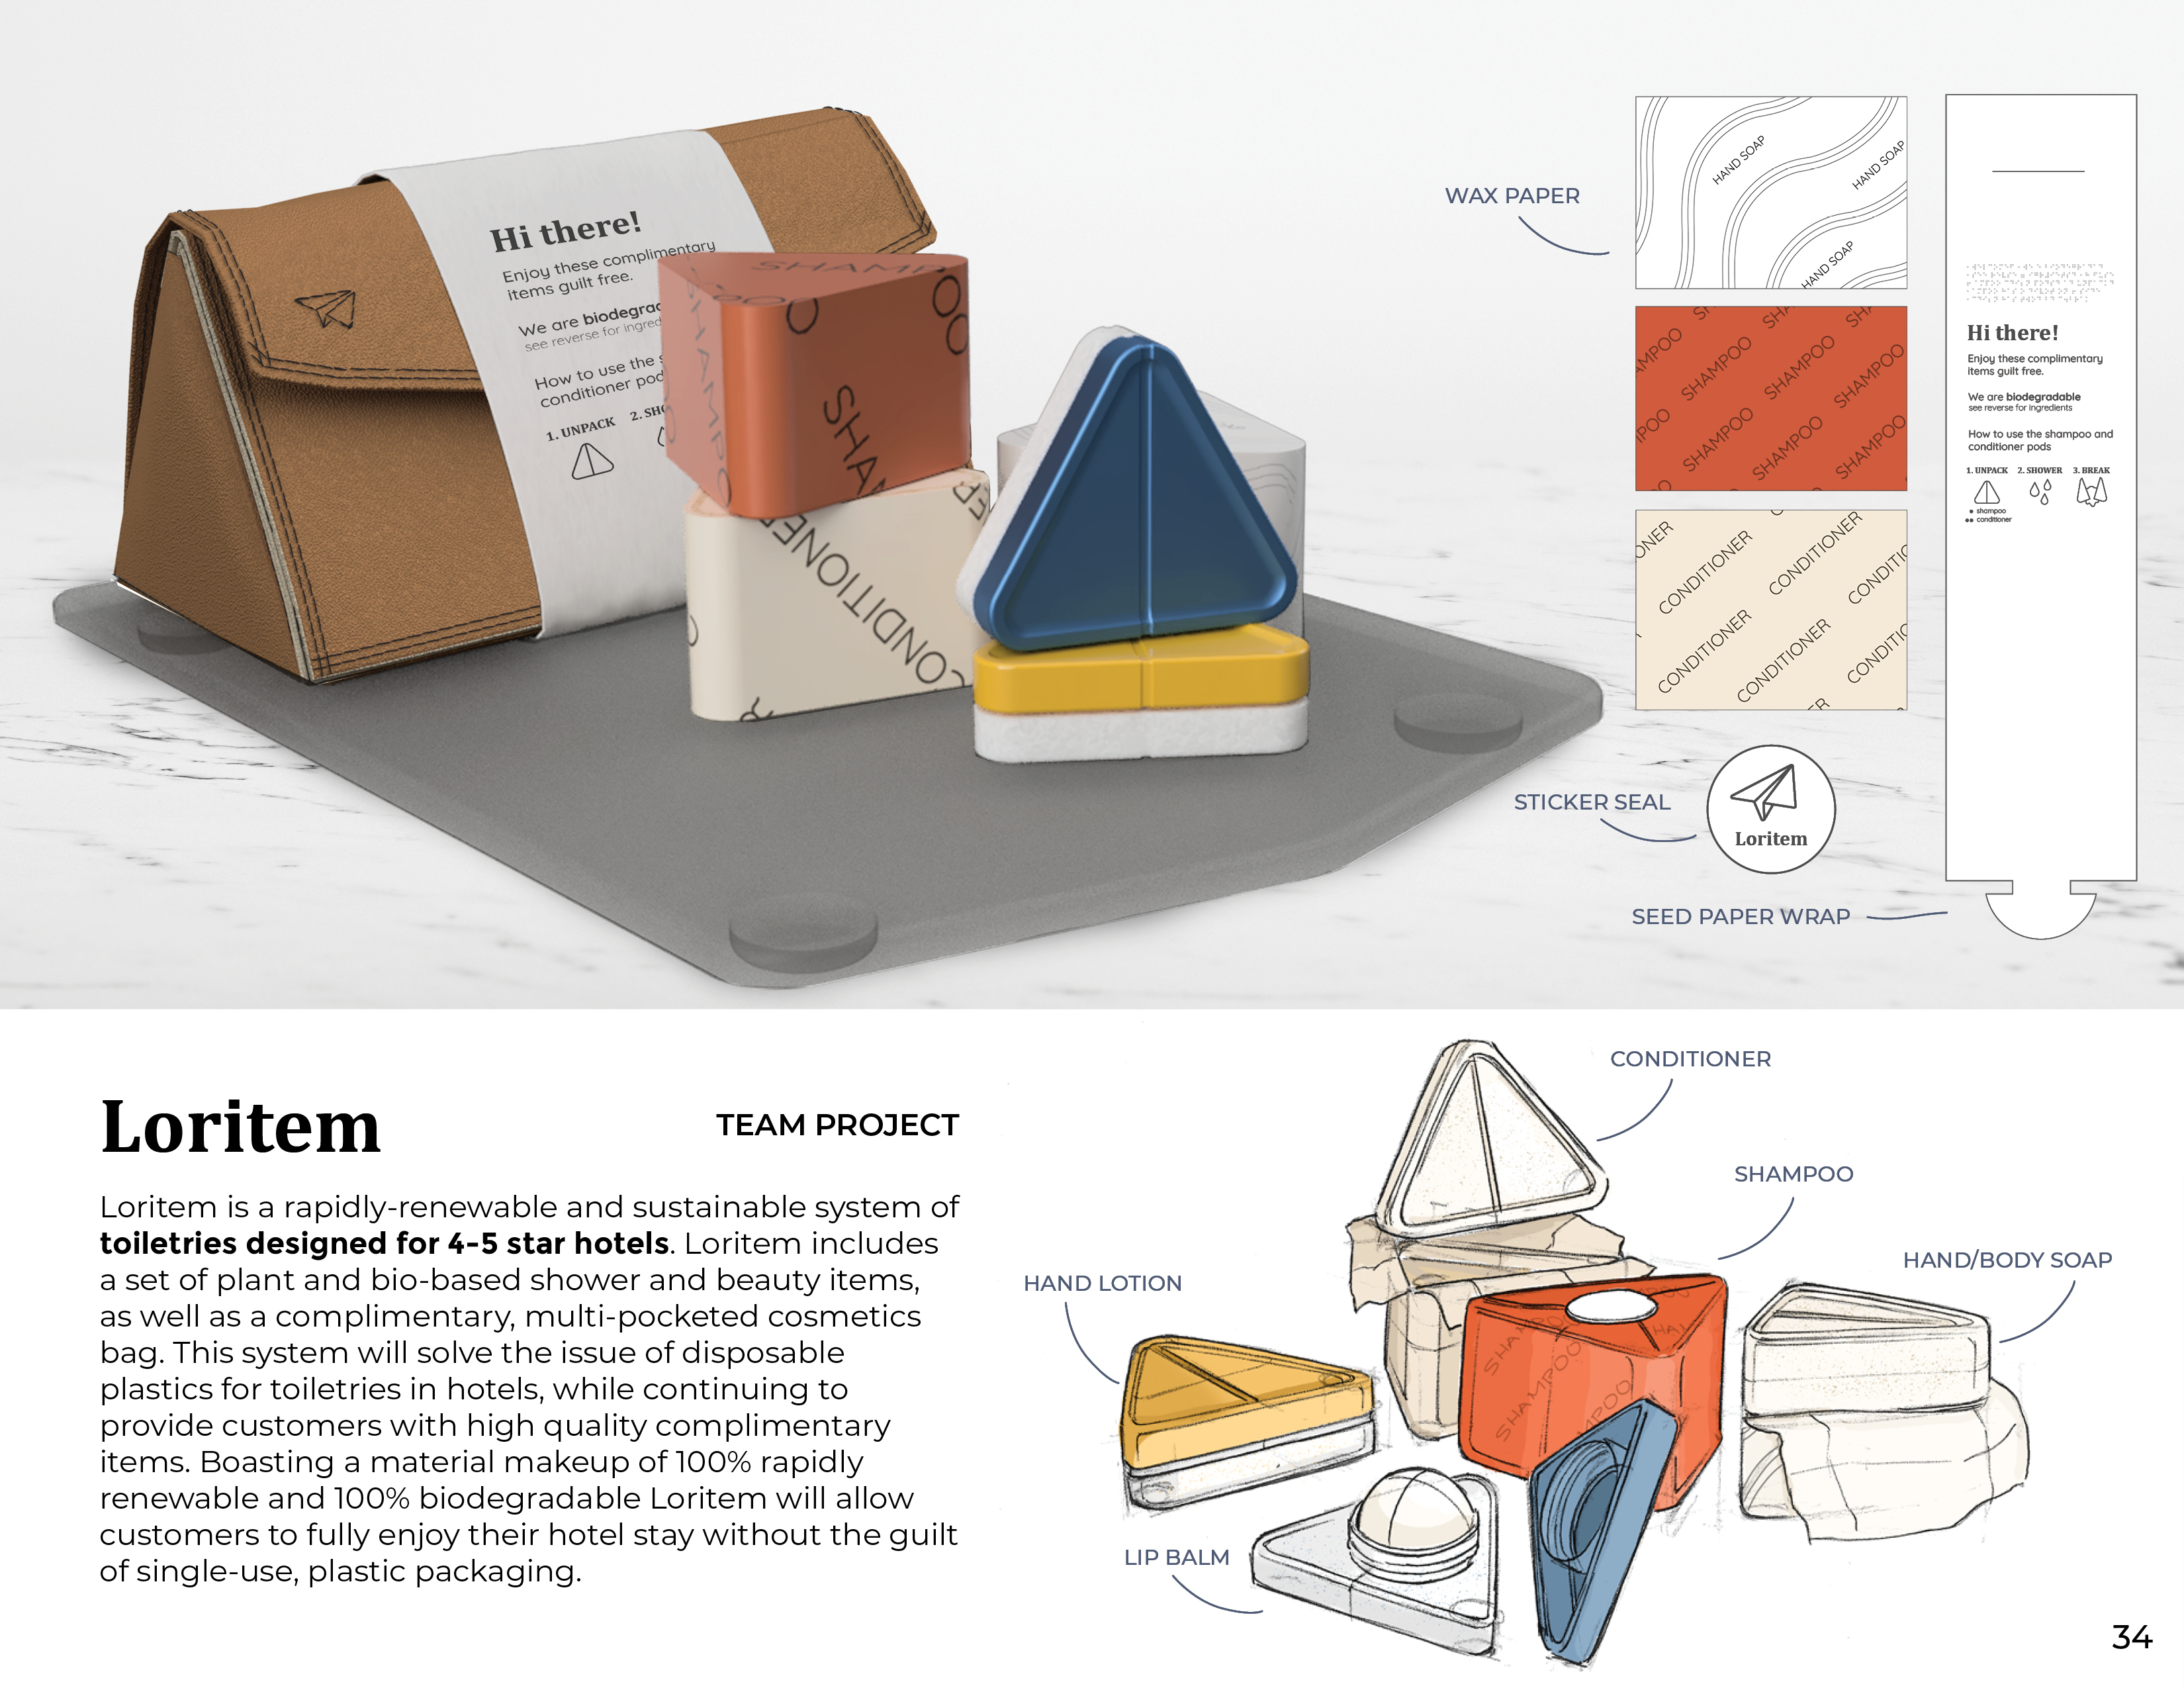 Hi there!
Enjoy these complimentary
items guilt free.
We are
see reverse for
How to use the
conditioner
1. UNPACK
2.
SHAMPOO
CONDITIONER
WAX PAPER
HAND SOAP
HAND SOAP
HAND SOAP
SHAMPOO
SHAMPOO
SHAMPOO
SHAMPOO
SHAMPOO
SHAMPOO
SHAMPOO
CONDITIONER
CONDITIONER
CONDITIONER
CONDITIONER
Hi there!
Enjoy these complimentary
items guilt free.
We are biodegradable
see reverse for ingredients
How to use the shampoo and
conditioner pods
1. UNPACK 2. SHOWER 3. BREAK
shampoo
conditioner
STICKER SEAL
Loritem
SEED PAPER WRAP
Loritem
TEAM PROJECT
Loritem is a rapidly-renewable and sustainable system of
toiletries designed for 4-5 star hotels. Loritem includes
a set of plant and bio-based shower and beauty items,
as well as a complimentary, multi-pocketed cosmetics
bag. This system will solve the issue of disposable
plastics for toiletries in hotels, while continuing to
provide customers with high quality complimentary
items. Boasting a material makeup of 100% rapidly
renewable and 100% biodegradable Loritem will allow
customers to fully enjoy their hotel stay without the guilt
of single-use, plastic packaging.
CONDITIONER
SHAMPOO
HAND/BODY SOAP
HAND LOTION
SHAMPOO
SHAMPOO
LIP BALM
34